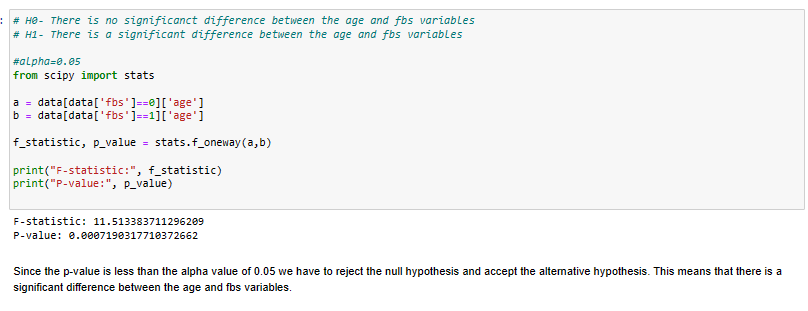 : # H0- There is no significanct difference between the age and fbs variables
# H1- There is a significant difference between the age and fbs variables
#alpha=0.05
from scipy import stats
a = data[data['fbs']==0]['age']
b = data[data['fbs']==1]['age']
f_statistic, p_value = stats.f_oneway(a,b)
print("F-statistic:", f_statistic)
print("P-value:", p_value)
F-statistic: 11.513383711296209
P-value: 0.0007190317710372662
Since the p-value is less than the alpha value of 0.05 we have to reject the null hypothesis and accept the alternative hypothesis. This means that there is a
significant difference between the age and fbs variables.